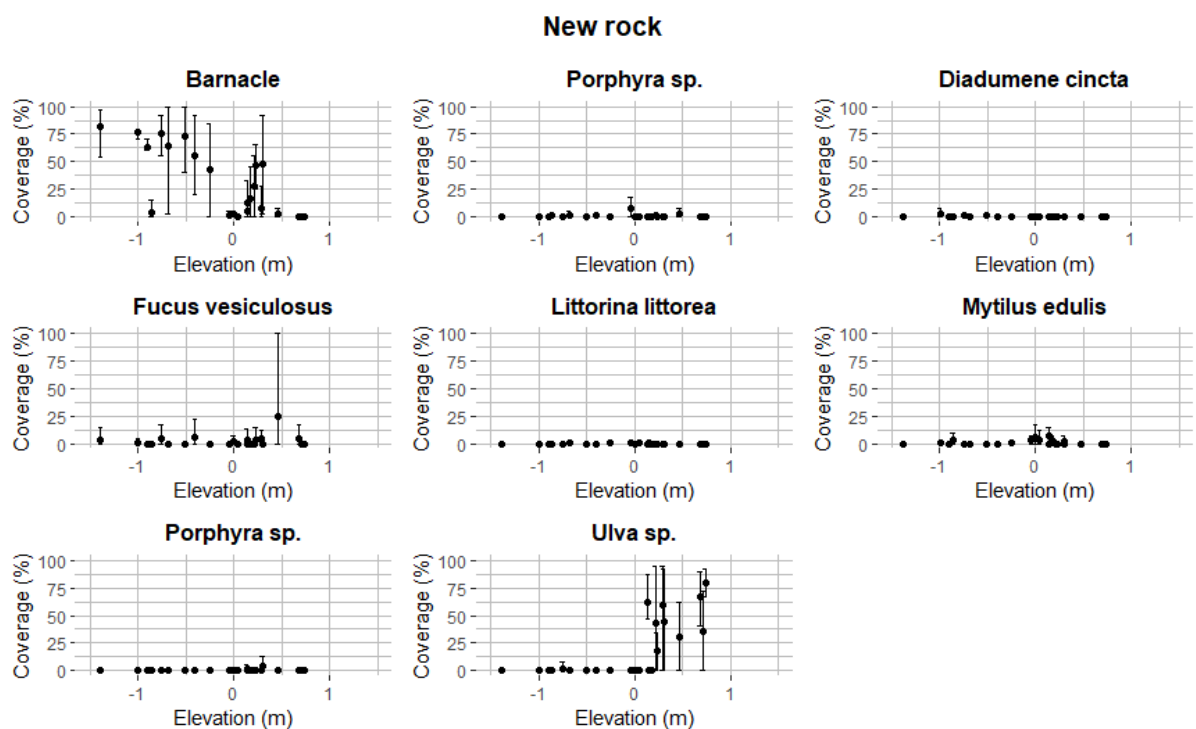 New rock
Barnacle
Porphyra sp.
Diadumene cincta
Coverage (%)
100
75
50
25
0
-1
0
1
Elevation (m)
Coverage (%)
100
75
50
25
0
-1
0
1
Elevation (m)
Coverage (%)
100
75
50
25
0
-1
0
1
Elevation (m)
Fucus vesiculosus
Littorina littorea
Mytilus edulis
Coverage (%)
100
75
50
25
0
-1
0
1
Elevation (m)
Coverage (%)
100
75
50
25
0
-1
0
1
Elevation (m)
Coverage (%)
100
75
50
25
0
-1
0
1
Elevation (m)
Porphyra sp.
Ulva sp.
Coverage (%)
100
75
50
25
0
-1
0
1
Elevation (m)
Coverage (%)
100
75
50
25
0
-1
0
1
Elevation (m)